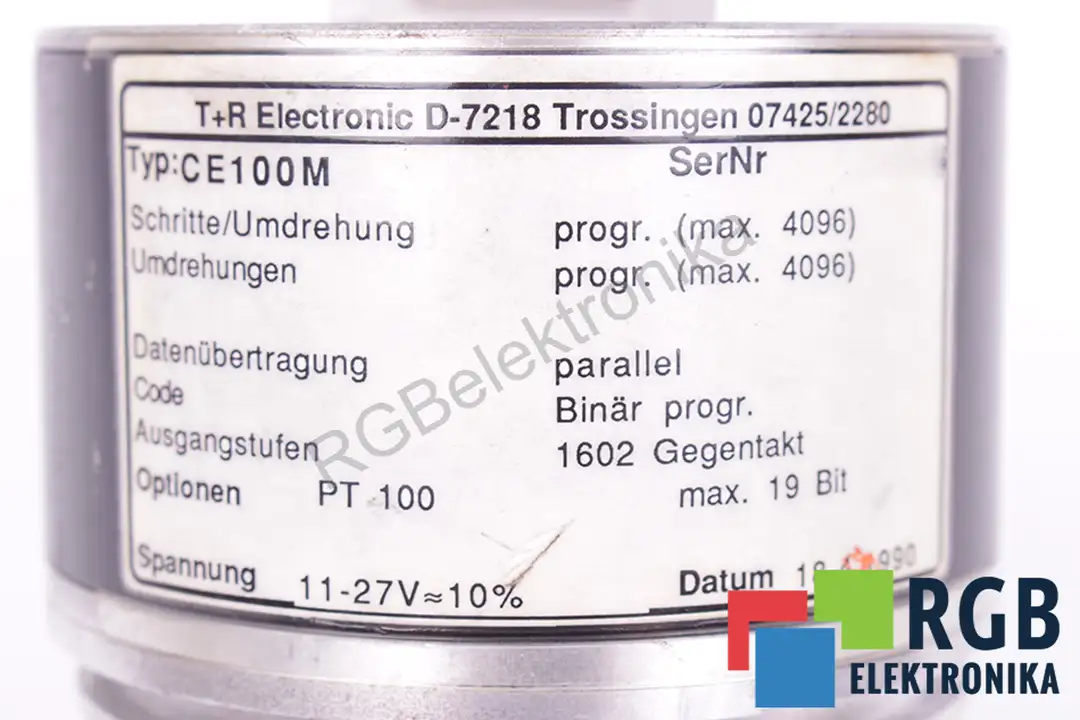 T+R Electronic D-7218 Trossingen 07425/2280
Typ:CE100M SerNr
Schritte/Umdrehung progr. (max. 4096)
Umdrehungen progr. (max. 4096)
Datenübertragung parallel
Code Binär progr.
Ausgangstufen 1602 Gegentakt
Optionen PT 100 max. 19 Bit
Spannung 11-27V≈10% Datum
RGBelektronika
RGB
ELEKTRONIKA